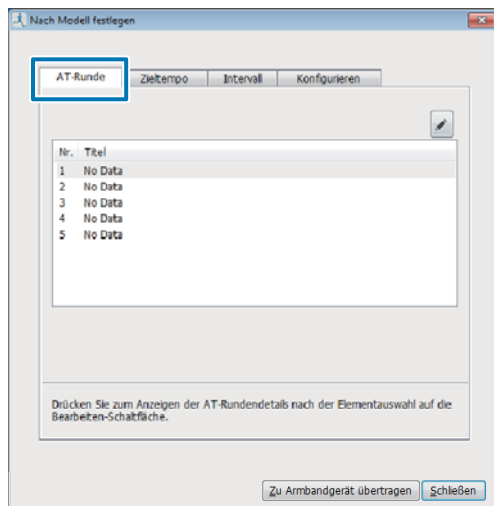 Nach Modell festlegen
AT-Runde Zieltempo Intervall Konfigurieren
Nr. Titel
1 No Data
2 No Data
3 No Data
4 No Data
5 No Data
Drücken Sie zum Anzeigen der AT-Rundendetails nach der Elementauswahl auf die
Bearbeiten-Schaltfläche.
Zu Armbandgerät übertragen Schließen